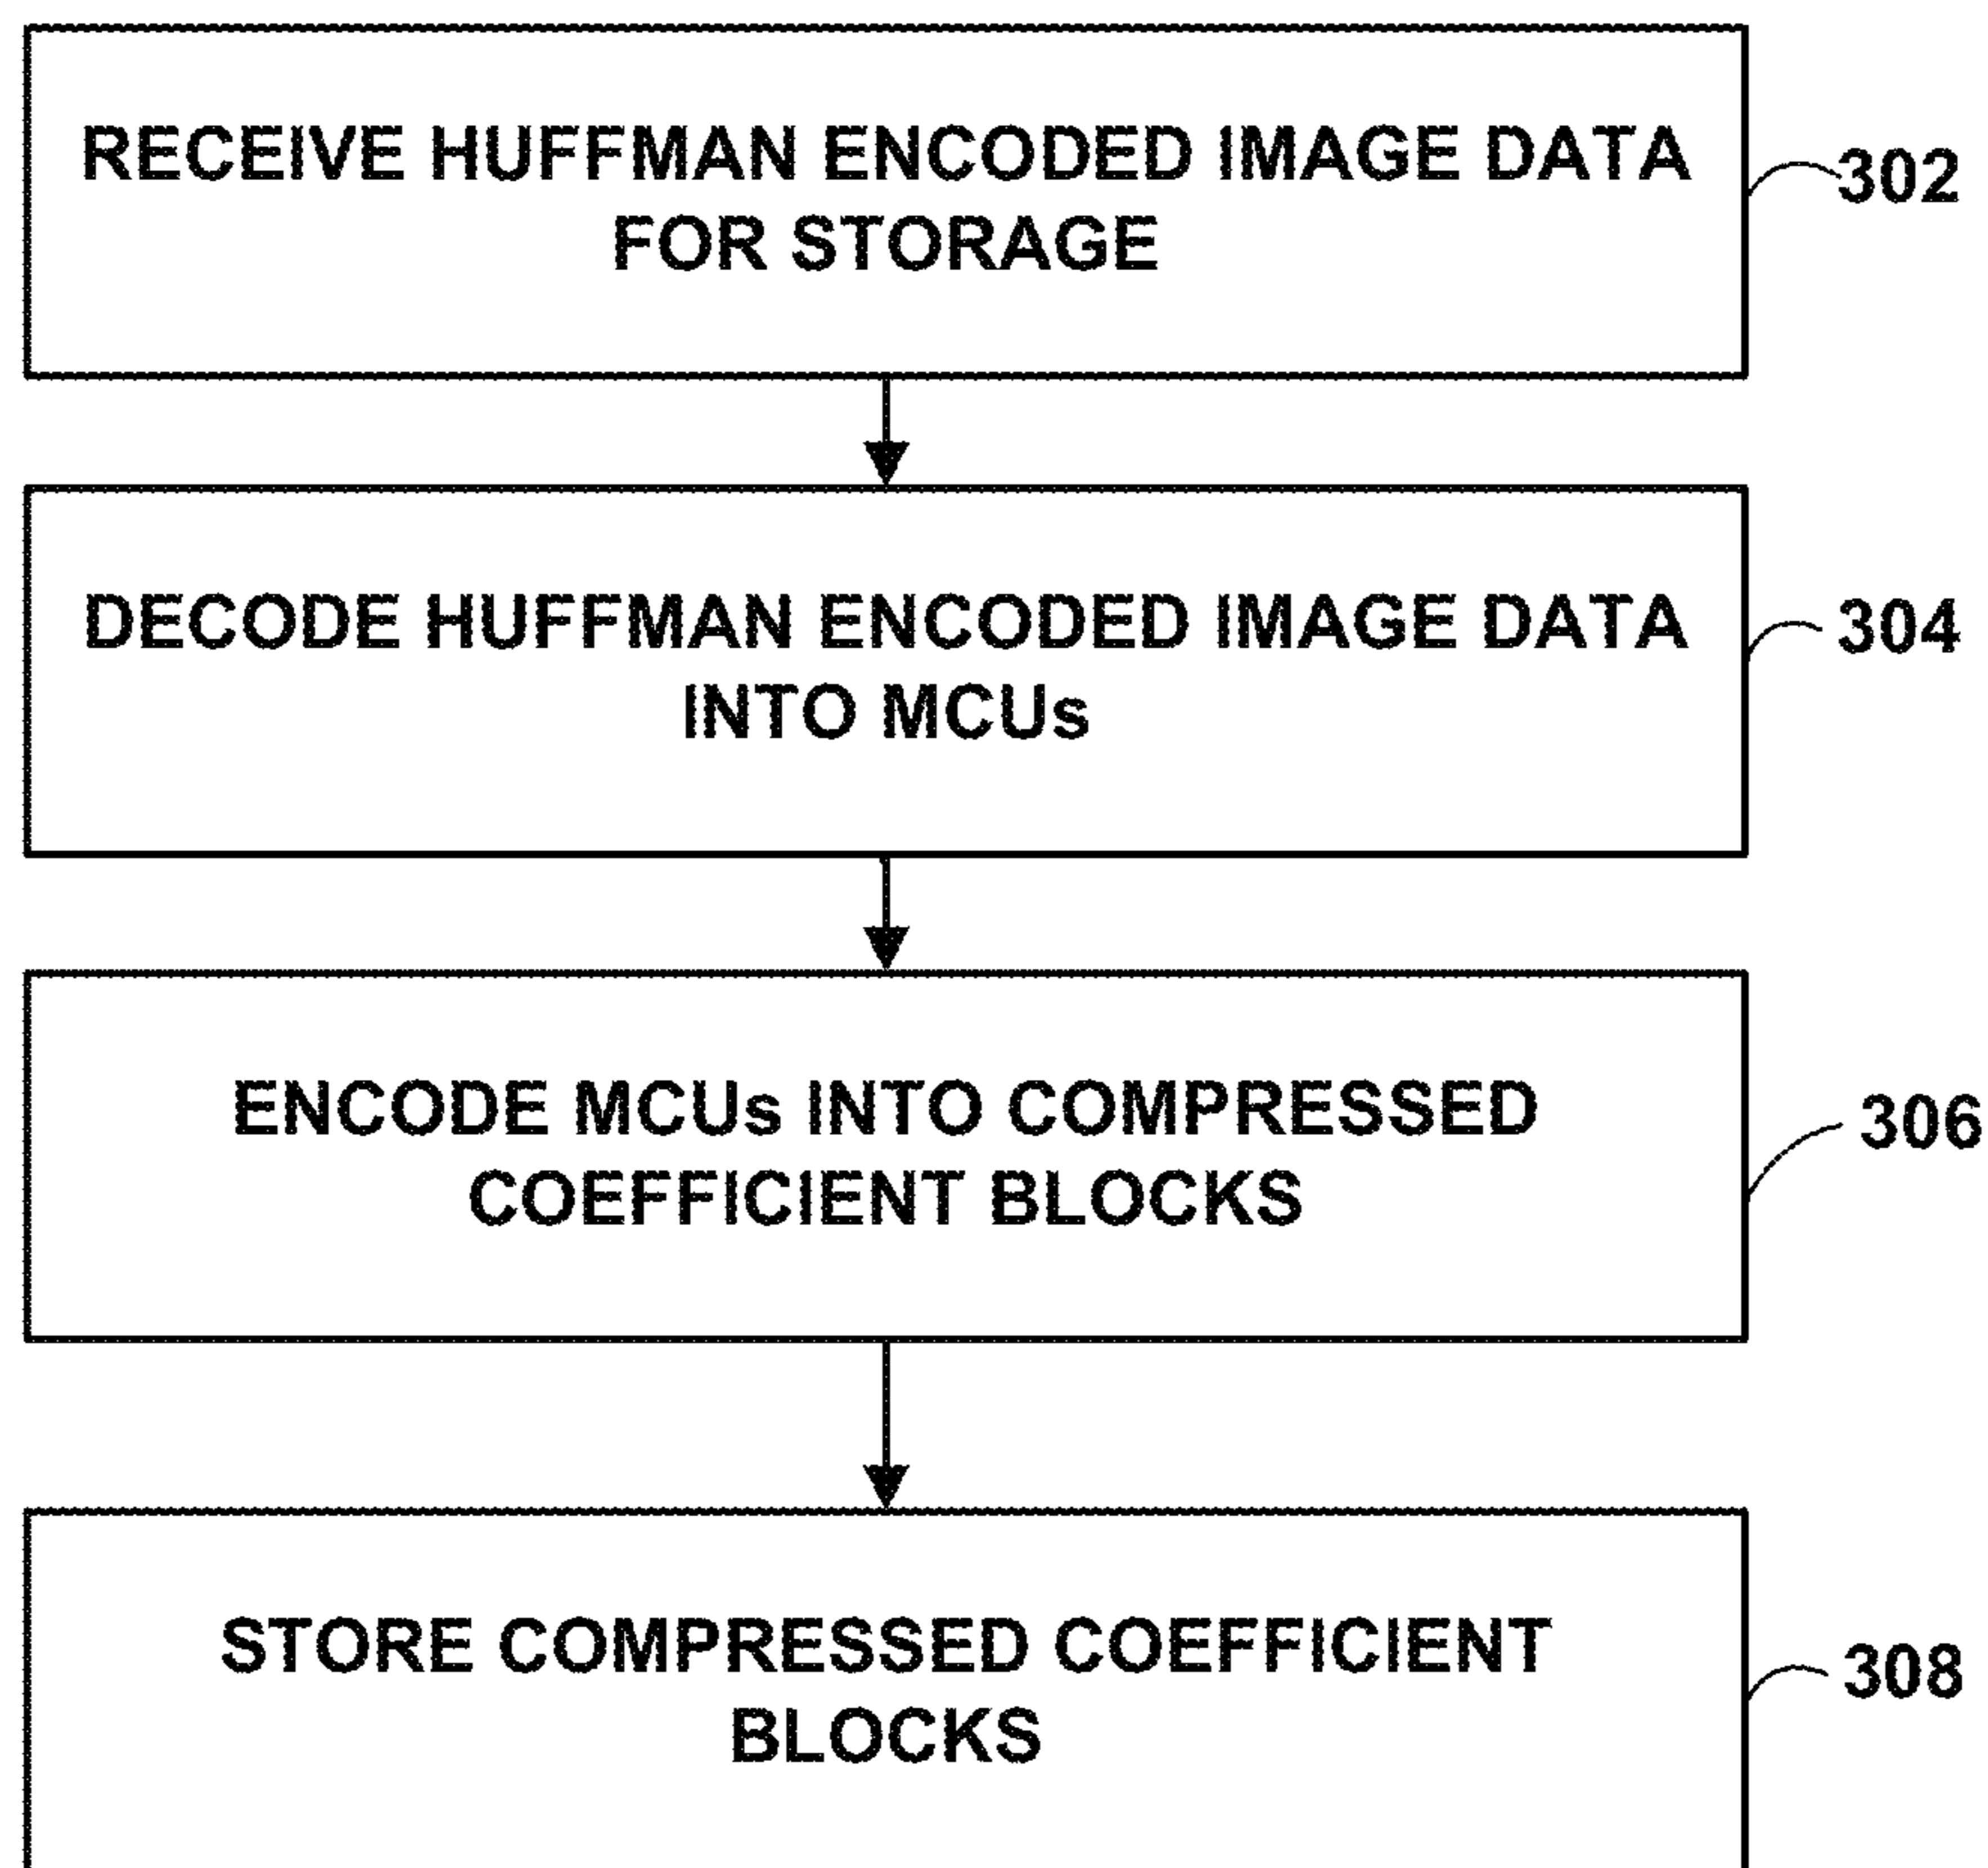 RECEIVE HUFFMAN ENCODED IMAGE DATA
FOR STORAGE
302
DECODE HUFFMAN ENCODED IMAGE DATA
INTO MCUs
304
ENCODE MCUs INTO COMPRESSED
COEFFICIENT BLOCKS
306
STORE COMPRESSED COEFFICIENT
BLOCKS
308